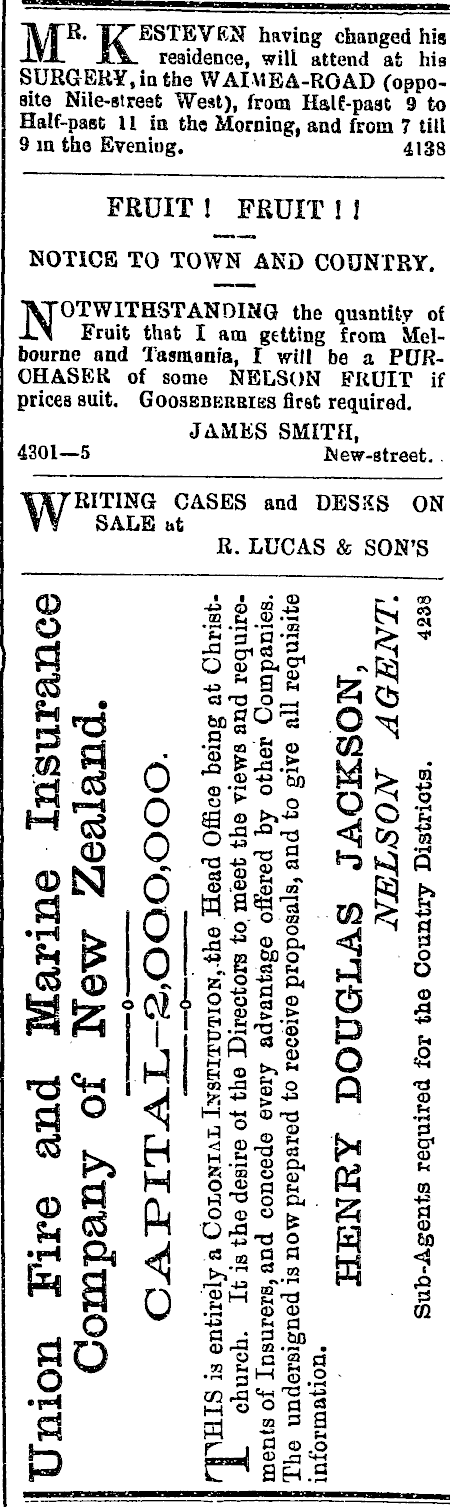 MR. KESTEVEN having changed his
residence, will attend at his
SURGERY, in the WAIMEA-ROAD (oppo-
site Nile-street West), from Half-past 9 to
Half-past 11 in the Morning, and from 7 till
9 in the Evening. 4138
FRUIT! FRUIT!!
NOTICE TO TOWN AND COUNTRY.
NOTWITHSTANDING the quantity of
Fruit that I am getting from Mel-
bourne and Tasmania, I will be a PUR-
CHASER of some NELSON FRUIT if
prices suit. GOOSEBERRIES first required.
JAMES SMITH,
4301—5 New-street.
WRITING CASES and DESKS ON
SALE at
R. LUCAS & SON'S
Union Fire and Marine Insurance
Company of New Zealand.
CAPITAL—2,000,000.
THIS is entirely a COLONIAL INSTITUTION, the Head Office being at Christ-
church. It is the desire of the Directors to meet the views and require-
ments of Insurers, and concede every advantage offered by other Companies.
The undersigned is now prepared to receive proposals, and to give all requisite
information.
HENRY DOUGLAS JACKSON,
NELSON AGENT.
Sub-Agents required for the Country Districts. 4238